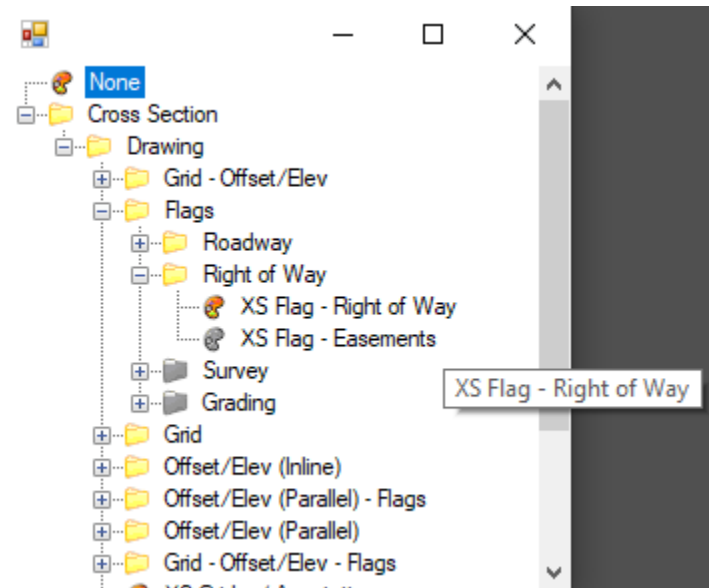 None
Cross Section
Drawing
Grid - Offset/Elev
Flags
Roadway
Right of Way
XS Flag - Right of Way
XS Flag - Easements
Survey
XS Flag - Right of Way
Grading
Grid
Offset/Elev (Inline)
Offset/Elev (Parallel) - Flags
Offset/Elev (Parallel)
Grid - Offset/Elev - Flags